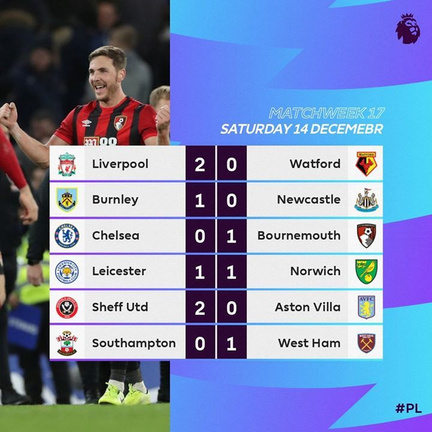 MATCHWEEK 17
SATURDAY 14 DECEMEBR
Liverpool 2 0 Watford
Burnley 1 0 Newcastle
Chelsea 0 1 Bournemouth
Leicester 1 1 Norwich
Sheff Utd 2 0 Aston Villa
Southampton 0 1 West Ham
#PL